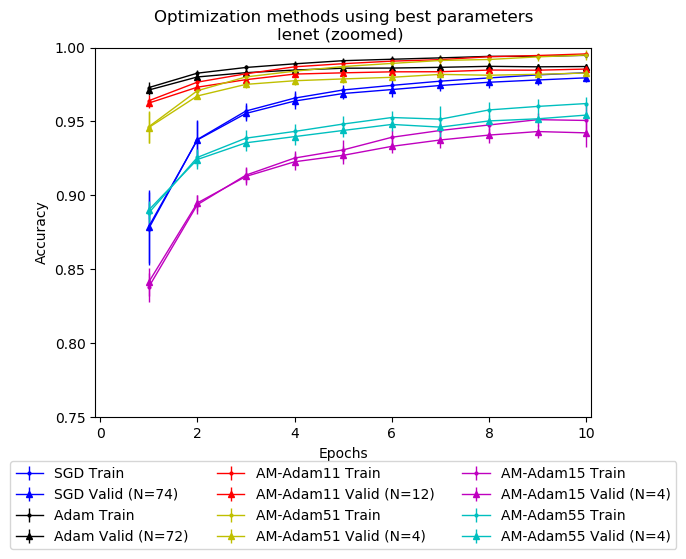 Optimization methods using best parameters
lenet (zoomed)
1.00
0.95
0.90
0.85
0.80
0.75
Accuracy
0 2 4 6 8 10
Epochs
SGD Train
SGD Valid (N=74)
Adam Train
Adam Valid (N=72)
AM-Adam11 Train
AM-Adam11 Valid (N=12)
AM-Adam51 Train
AM-Adam51 Valid (N=4)
AM-Adam15 Train
AM-Adam15 Valid (N=4)
AM-Adam55 Train
AM-Adam55 Valid (N=4)